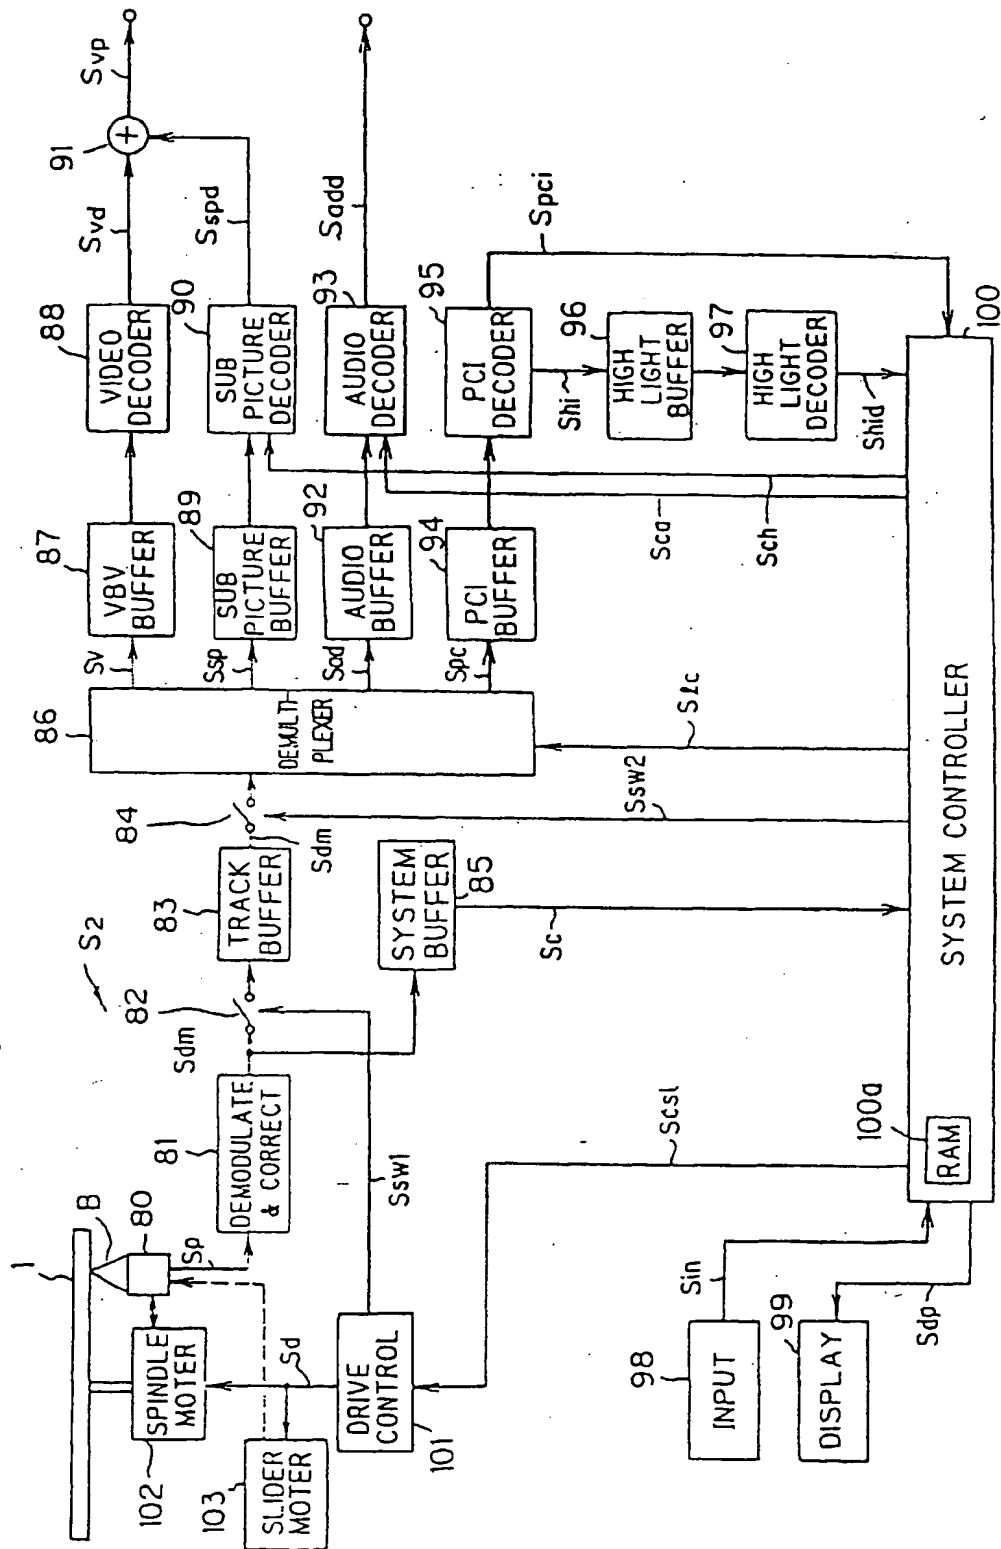 1
B
80
Sp
SPINDLE
MOTER
102
SLIDER
MOTER
103
Sd
DRIVE
CONTROL
101
DEMODULATE
& CORRECT
81
Sdm
82
S2
Ssw1
TRACK
BUFFER
83
Sdm
84
SYSTEM
BUFFER
85
Sc
DEMULTI
PLEXER
86
Ssw2
Slc
Sv
Ssp
Sad
Spc
VBV
BUFFER
87
SUB
PICTURE
BUFFER
89
AUDIO
BUFFER
92
PCI
BUFFER
94
VIDEO
DECODER
88
SUB
PICTURE
DECODER
90
AUDIO
DECODER
93
PCI
DECODER
95
Svd
Sspd
91
+
Svp
Sadd
Spci
Shi
HIGH
LIGHT
BUFFER
96
HIGH
LIGHT
DECODER
97
Shid
Sca
Sch
INPUT
98
DISPLAY
99
Sin
Sdp
Scsl
RAM
100a
SYSTEM CONTROLLER
100